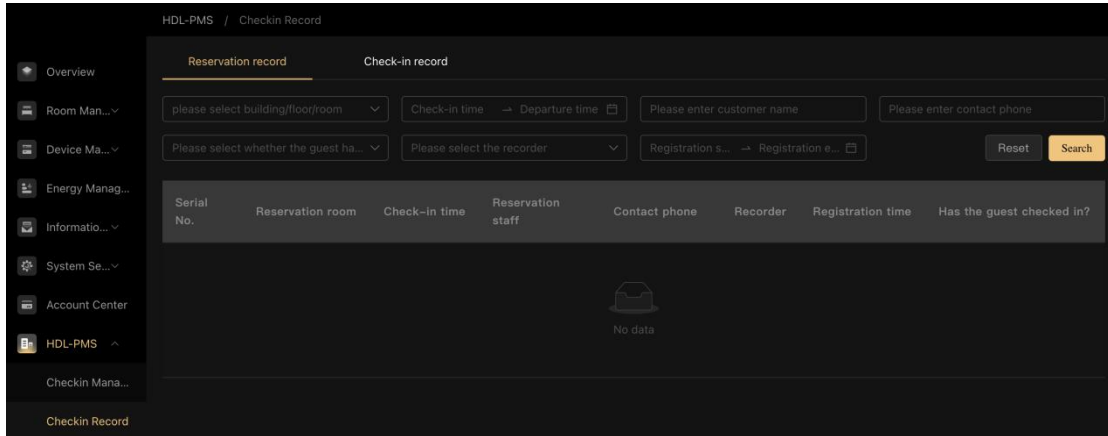 HDL-PMS / Checkin Record
Overview
Room Man...
Device Ma...
Energy Manag...
Informatio...
System Se...
Account Center
HDL-PMS
Checkin Mana...
Checkin Record
Reservation record Check-in record
please select building/floor/room Check-in time → Departure time Please enter customer name Please enter contact phone
Please select whether the guest ha... Please select the recorder Registration s... → Registration e... Reset Search
Serial No. Reservation room Check-in time Reservation staff Contact phone Recorder Registration time Has the guest checked in?
No data